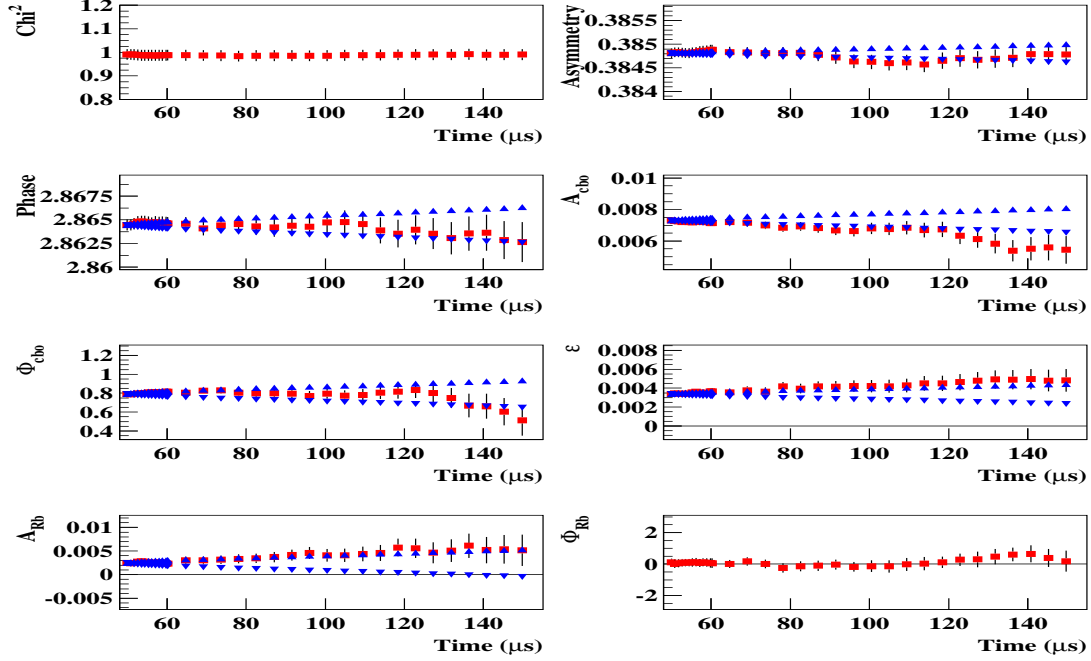 Chi²
1.2
1.1
1
0.9
0.8
60 80 100 120 140
Time (μs)
Asymmetry
0.3855
0.385
0.3845
0.384
60 80 100 120 140
Time (μs)
Phase
2.8675
2.865
2.8625
2.86
60 80 100 120 140
Time (μs)
A_cbo
0.01
0.008
0.006
60 80 100 120 140
Time (μs)
Φ_cbo
1.2
1
0.8
0.6
0.4
60 80 100 120 140
Time (μs)
ε
0.008
0.006
0.004
0.002
0
60 80 100 120 140
Time (μs)
A_Rb
0.01
0.005
0
-0.005
60 80 100 120 140
Time (μs)
Φ_Rb
2
0
-2
60 80 100 120 140
Time (μs)